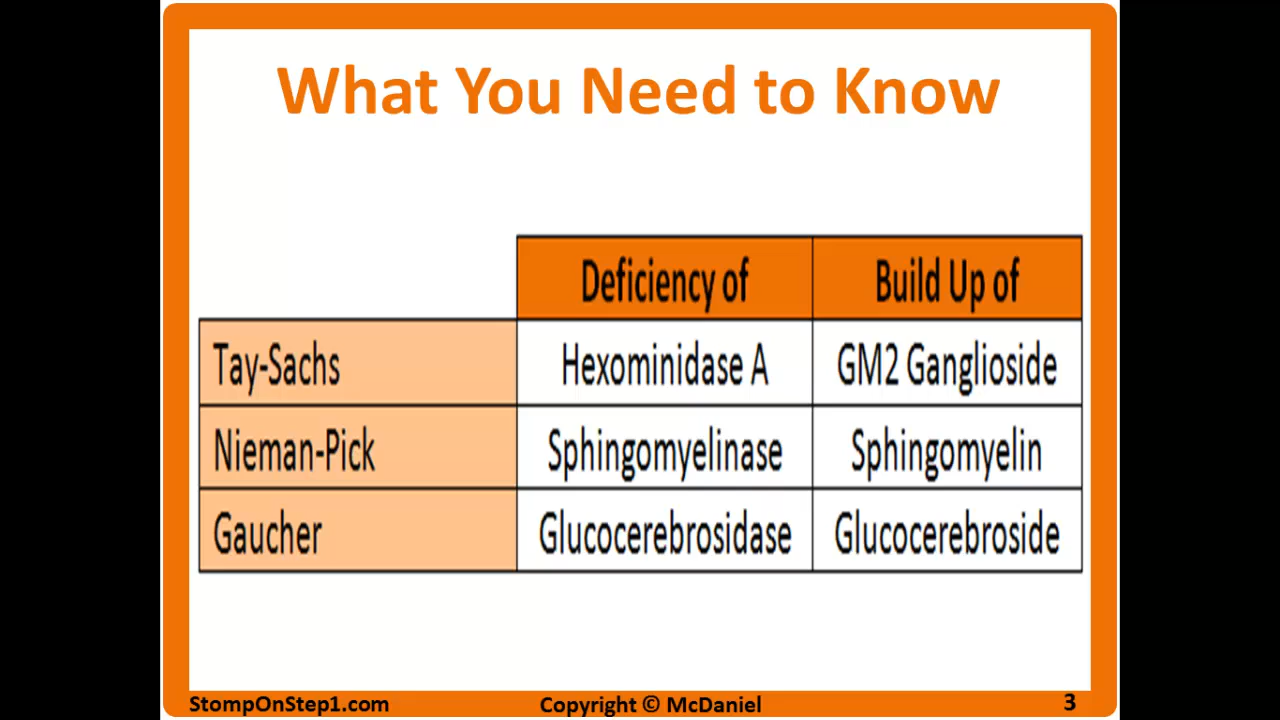 What You Need to Know
Deficiency of Build Up of
Tay-Sachs Hexominidase A GM2 Ganglioside
Nieman-Pick Sphingomyelinase Sphingomyelin
Gaucher Glucocerebrosidase Glucocerebroside
StompOnStep1.com Copyright © McDaniel 3